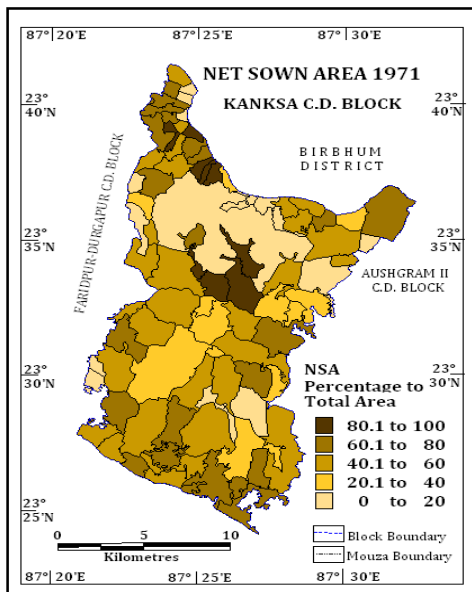 87° 20'E 87° 25'E 87° 30'E
NET SOWN AREA 1971
KANKSA C.D. BLOCK
23° 40'N
23° 40'N
BIRBHUM
DISTRICT
FARIDPUR-DURGAPUR C.D. BLOCK
23° 35'N
23° 35'N
AUSHGRAM II
C.D. BLOCK
23° 30'N
23° 30'N
NSA
Percentage to
Total Area
80.1 to 100
60.1 to 80
40.1 to 60
20.1 to 40
0 to 20
23° 25'N
0 5 10
Kilometres
Block Boundary
Mouza Boundary
87° 20'E 87° 25'E 87° 30'E